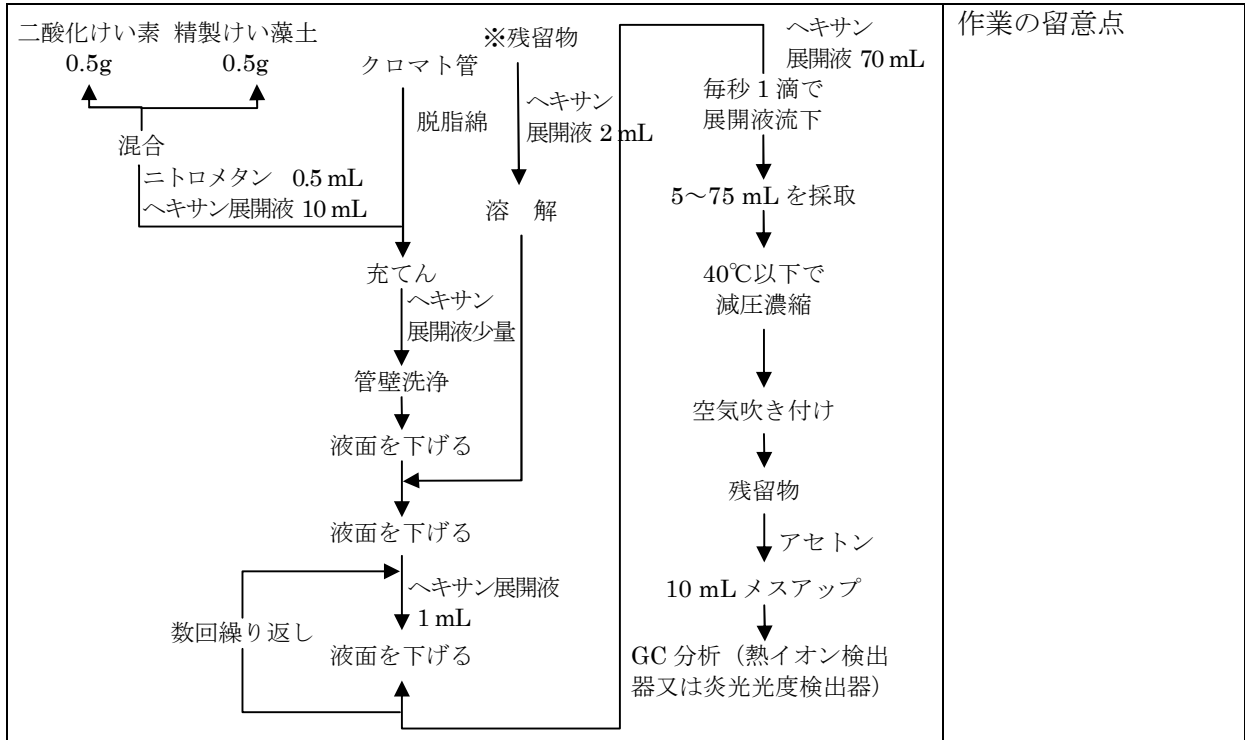 二酸化けい素 精製けい藻土
0.5g 0.5g
混合
ニトロメタン 0.5 mL
ヘキサン展開液 10 mL
クロマト管
脱脂綿
※残留物
ヘキサン
展開液 2 mL
溶 解
充てん
ヘキサン
展開液少量
管壁洗浄
液面を下げる
液面を下げる
ヘキサン展開液
1 mL
数回繰り返し
液面を下げる
ヘキサン
展開液 70 mL
毎秒 1 滴で
展開液流下
5～75 mL を採取
40℃以下で
減圧濃縮
空気吹き付け
残留物
アセトン
10 mL メスアップ
GC 分析（熱イオン検出
器又は炎光光度検出器）
作業の留意点